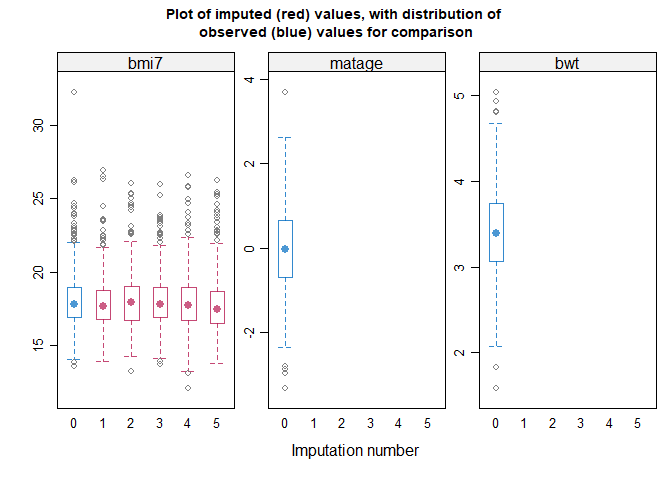 Plot of imputed (red) values, with distribution of
observed (blue) values for comparison
bmi7
matage
bwt
30
25
20
15
4
2
0
-2
5
4
3
2
0 1 2 3 4 5
0 1 2 3 4 5
0 1 2 3 4 5
Imputation number